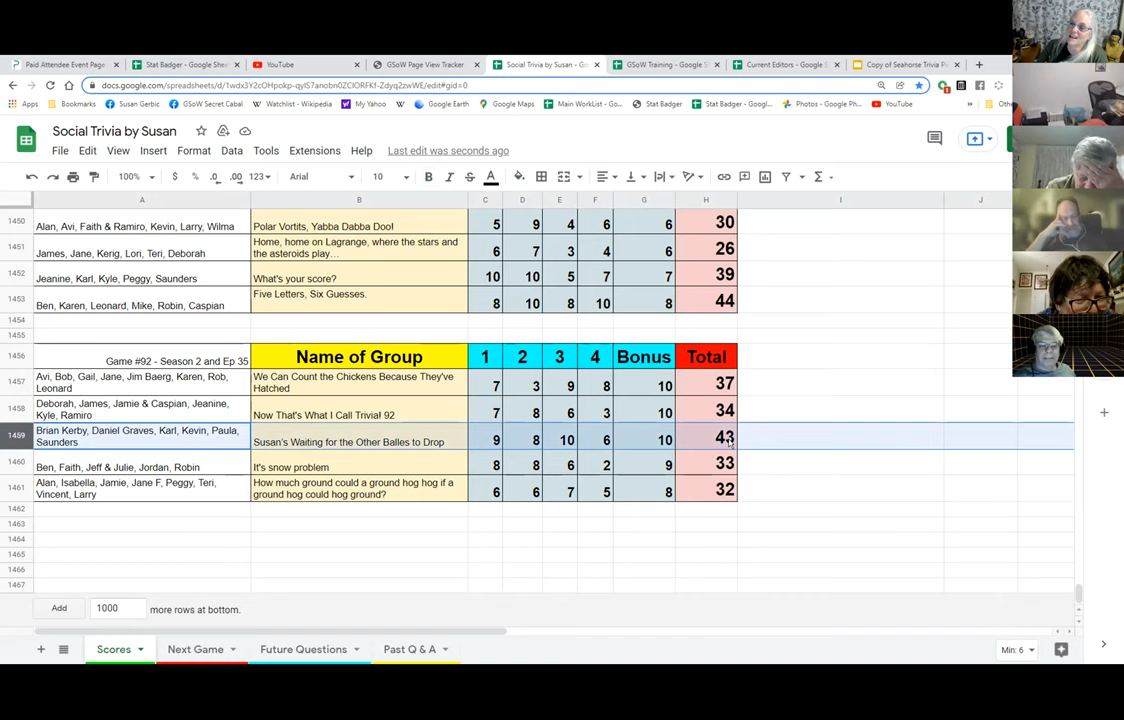 Paid Attendee Event Page
Stat Badger - Google Shee
YouTube
GSoW Page View Tracker
Social Trivia by Susan - Go
GSoW Training - Google S
Current Editors - Google S
Copy of Seahorse Trivia P
docs.google.com/spreadsheets/d/1wdx3Y2cOHpokp-qylS7anobn0ZClORFKf-Zdyq2zwWE/edit#gid=0
Apps
Bookmarks
Susan Gerbic
GSoW Secret Cabal
Watchlist - Wikipedia
My Yahoo
Google Earth
Google Maps
Main WorkList - Go...
Stat Badger
Stat Badger - Googl...
Photos - Google Ph...
YouTube
»
Social Trivia by Susan
File Edit View Insert Format Data Tools Extensions Help Last edit was seconds ago
100% $ % .0 .00 123 Arial 10 B I S A
A B C D E F G H I J
1450 Alan, Avi, Faith & Ramiro, Kevin, Larry, Wilma Polar Vortits, Yabba Dabba Doo! 5 9 4 6 6 30
Home, home on Lagrange, where the stars and
1451 James, Jane, Kerig, Lori, Teri, Deborah the asteroids play… 6 7 3 4 6 26
1452 Jeanine, Karl, Kyle, Peggy, Saunders What's your score? 10 10 5 7 7 39
1453 Ben, Karen, Leonard, Mike, Robin, Caspian Five Letters, Six Guesses. 8 10 8 10 8 44
1454
1455
1456 Game #92 - Season 2 and Ep 35 Name of Group 1 2 3 4 Bonus Total
Avi, Bob, Gail, Jane, Jim Baerg, Karen, Rob, We Can Count the Chickens Because They've
1457 Leonard Hatched 7 3 9 8 10 37
Deborah, James, Jamie & Caspian, Jeanine,
1458 Kyle, Ramiro Now That's What I Call Trivia! 92 7 8 6 3 10 34
Brian Kerby, Daniel Graves, Karl, Kevin, Paula,
1459 Saunders Susan's Waiting for the Other Balles to Drop 9 8 10 6 10 43
1460 Ben, Faith, Jeff & Julie, Jordan, Robin It's snow problem 8 8 6 2 9 33
Alan, Isabella, Jamie, Jane F, Peggy, Teri, How much ground could a ground hog hog if a
1461 Vincent, Larry ground hog could hog ground? 6 6 7 5 8 32
1462
1463
1464
1465
1466
1467
Add 1000 more rows at bottom.
Scores Next Game Future Questions Past Q & A
Min: 6